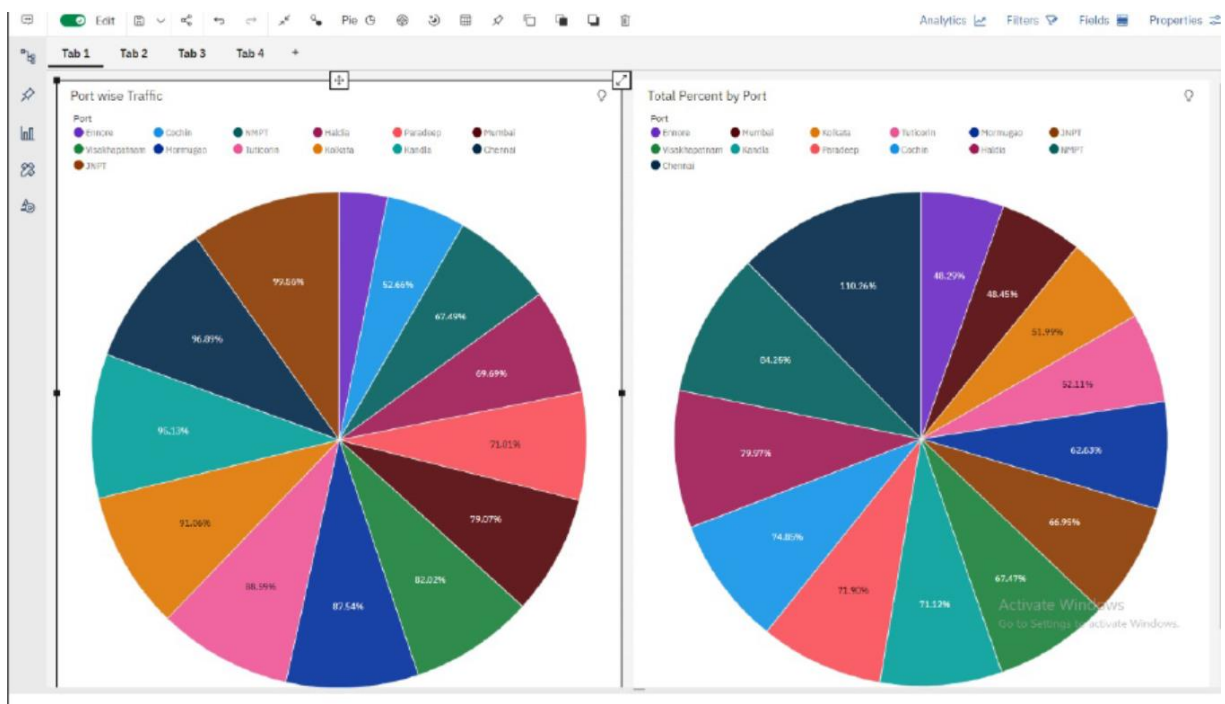 Edit Pie Analytics Filters Fields Properties
Tab 1 Tab 2 Tab 3 Tab 4 +
Port wise Traffic
Port
Ennore Cochin NMPT Haldia Paradeep Mumbai
Visakhapatnam Mormugao Tuticorin Kolkata Kandla Chennai
JNPT
52.66%
67.49%
69.69%
71.01%
79.07%
82.02%
87.54%
88.99%
91.06%
95.13%
96.89%
99.86%
Total Percent by Port
Port
Ennore Mumbai Kolkata Tuticorin Mormugao JNPT
Visakhapatnam Kandla Paradeep Cochin Haldia NMPT
Chennai
48.29%
48.45%
51.99%
52.11%
62.63%
66.95%
67.47%
71.12%
71.90%
74.85%
79.97%
84.26%
110.26%
Activate Windows
Go to Settings to activate Windows.